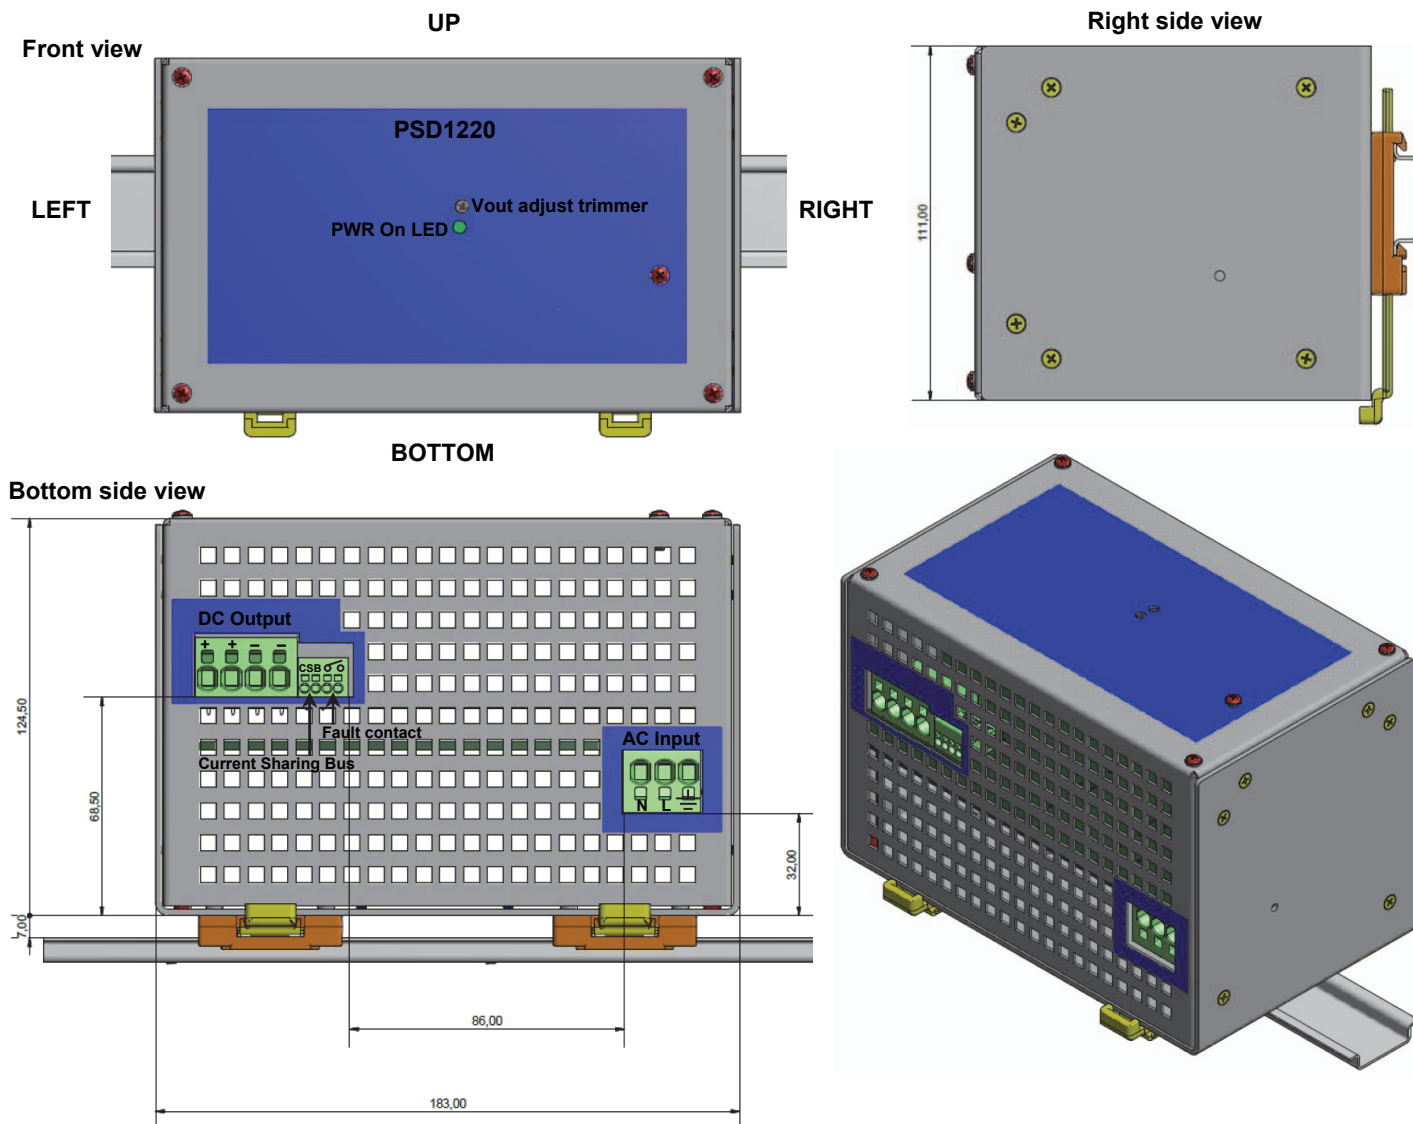 UP
Front view
Right side view
PSD1220
Vout adjust trimmer
PWR On LED
LEFT
RIGHT
111,00
BOTTOM
Bottom side view
DC Output
+ + − −
CSB
Fault contact
Current Sharing Bus
AC Input
N L
124,50
68,50
32,00
7,00
86,00
183,00